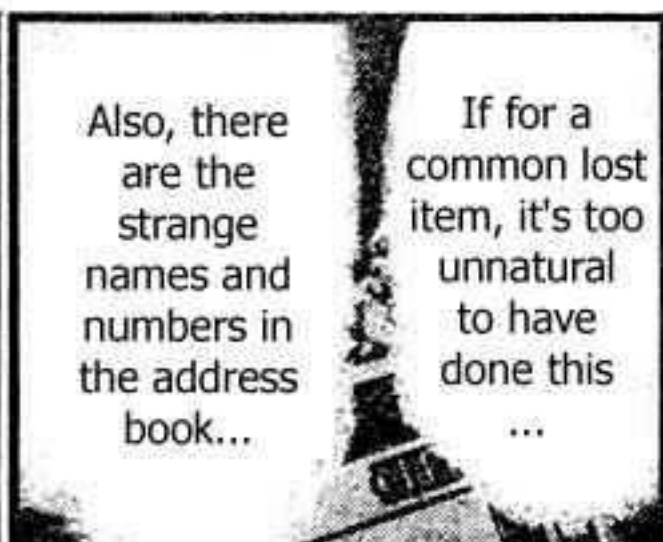 If for a
common lost
item, it's too
unnatural
to have
done this
...
Also, there
are the
strange
names and
numbers in
the address
book...